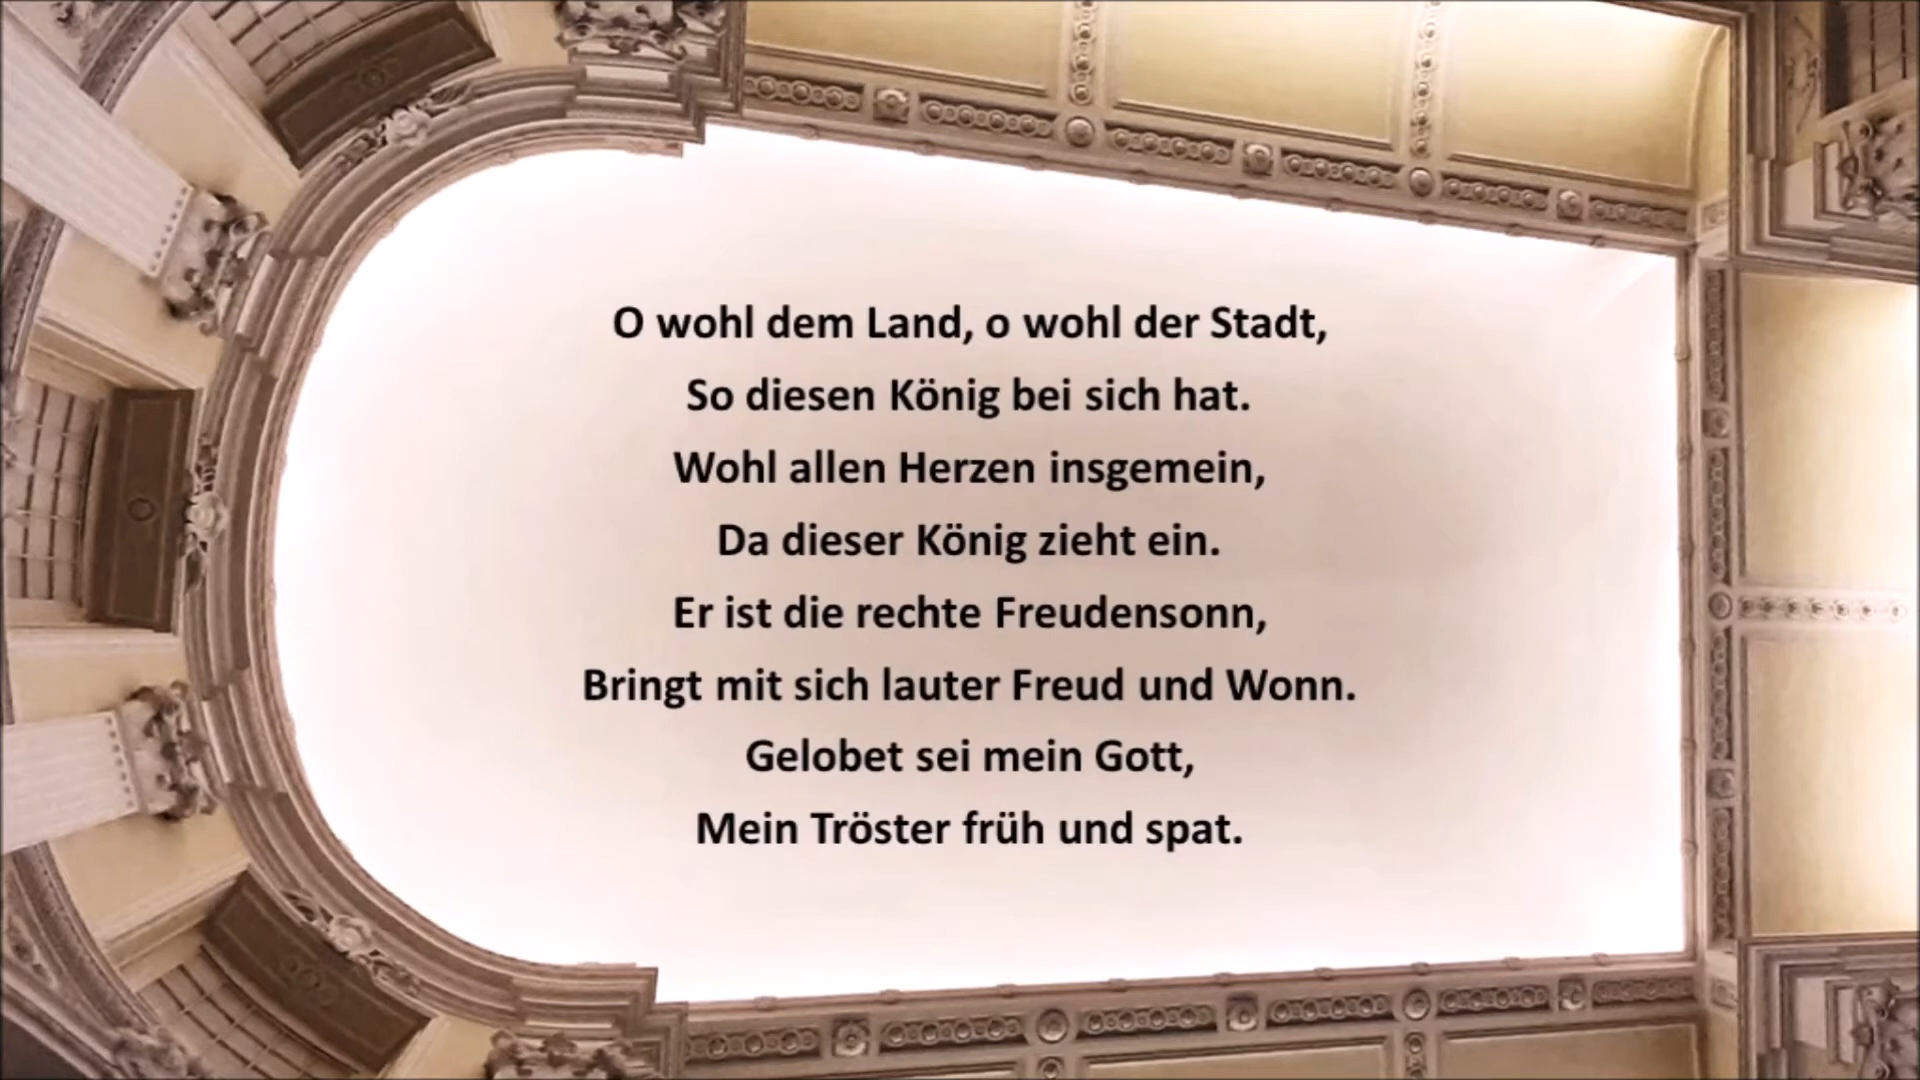 O wohl dem Land, o wohl der Stadt,
So diesen König bei sich hat.
Wohl allen Herzen insgemein,
Da dieser König zieht ein.
Er ist die rechte Freudensonn,
Bringt mit sich lauter Freud und Wonn.
Gelobet sei mein Gott,
Mein Tröster früh und spat.